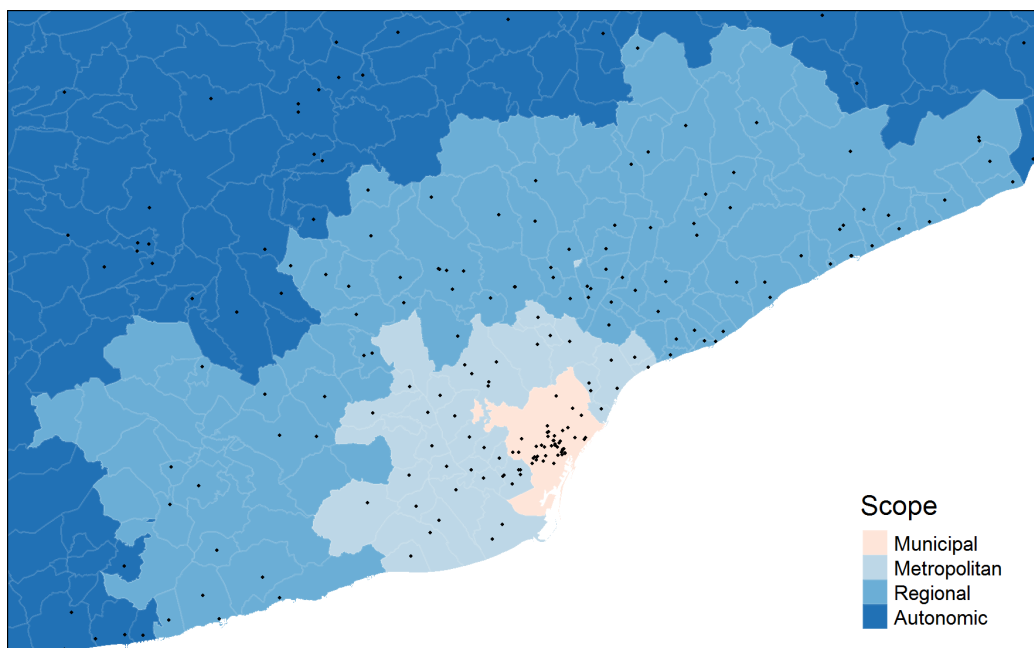 Scope
Municipal
Metropolitan
Regional
Autonomic